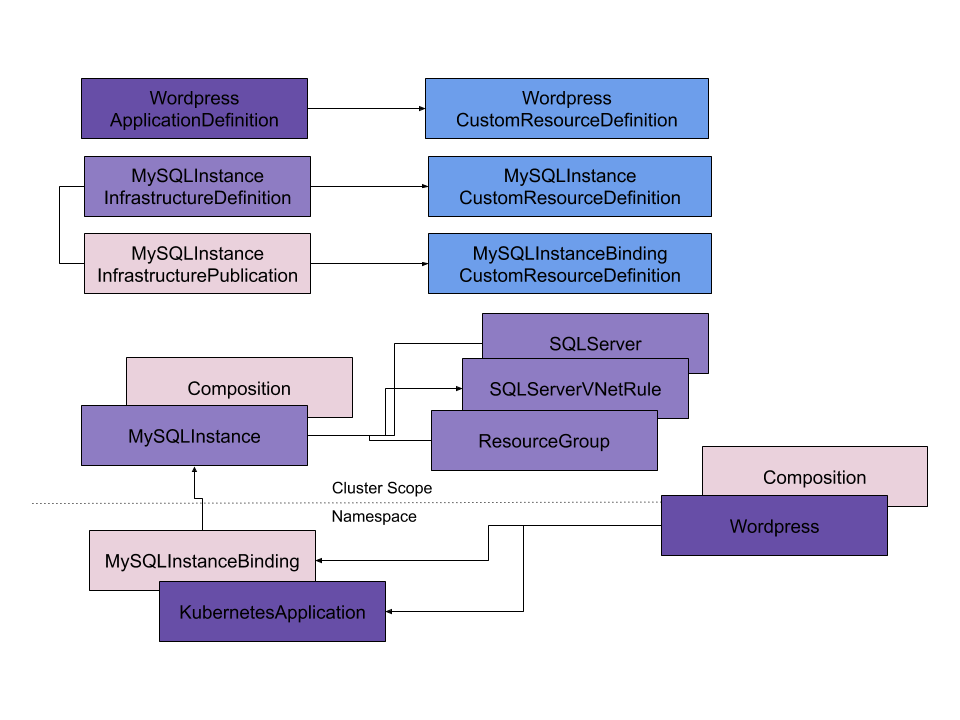 Wordpress
ApplicationDefinition
Wordpress
CustomResourceDefinition
MySQLInstance
InfrastructureDefinition
MySQLInstance
CustomResourceDefinition
MySQLInstance
InfrastructurePublication
MySQLInstanceBinding
CustomResourceDefinition
SQLServer
Composition
SQLServerVNetRule
MySQLInstance
ResourceGroup
Composition
Cluster Scope
Namespace
Wordpress
MySQLInstanceBinding
KubernetesApplication